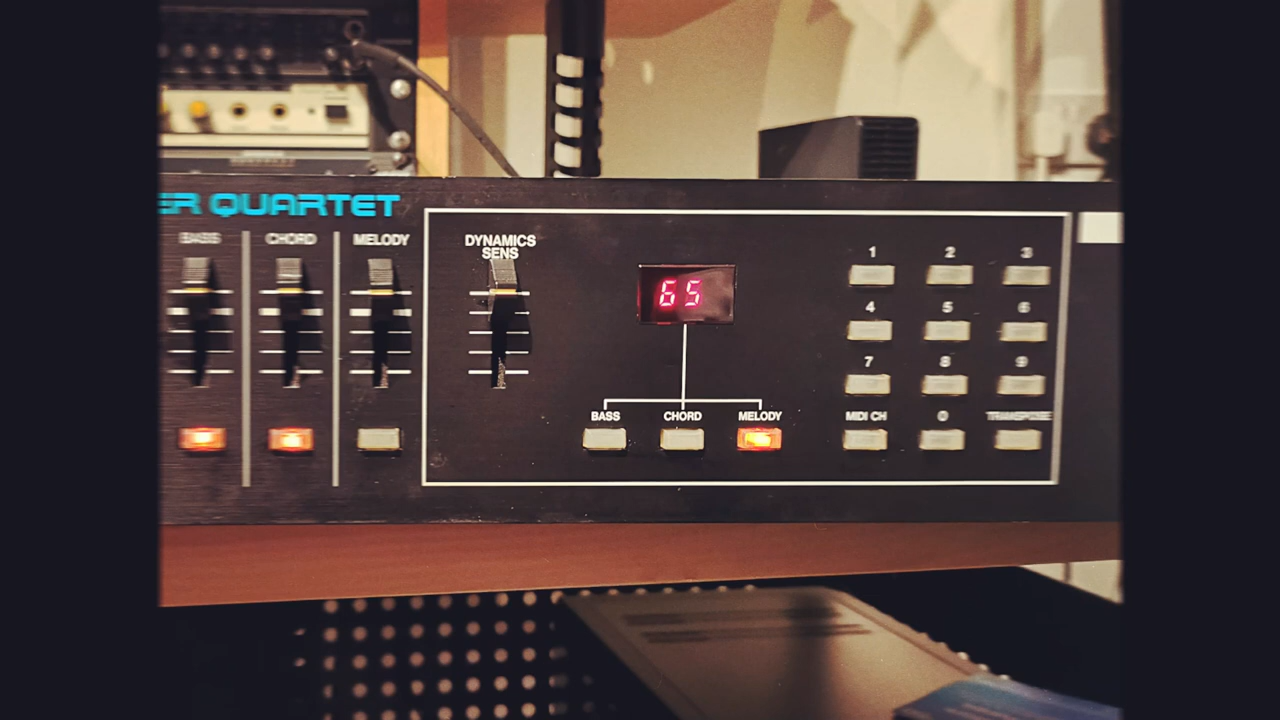 ER QUARTET
BASS CHORD MELODY
DYNAMICS
SENS
65
BASS CHORD MELODY
1 2 3
4 5 6
7 8 9
MIDI CH 0 TRANSPOSE